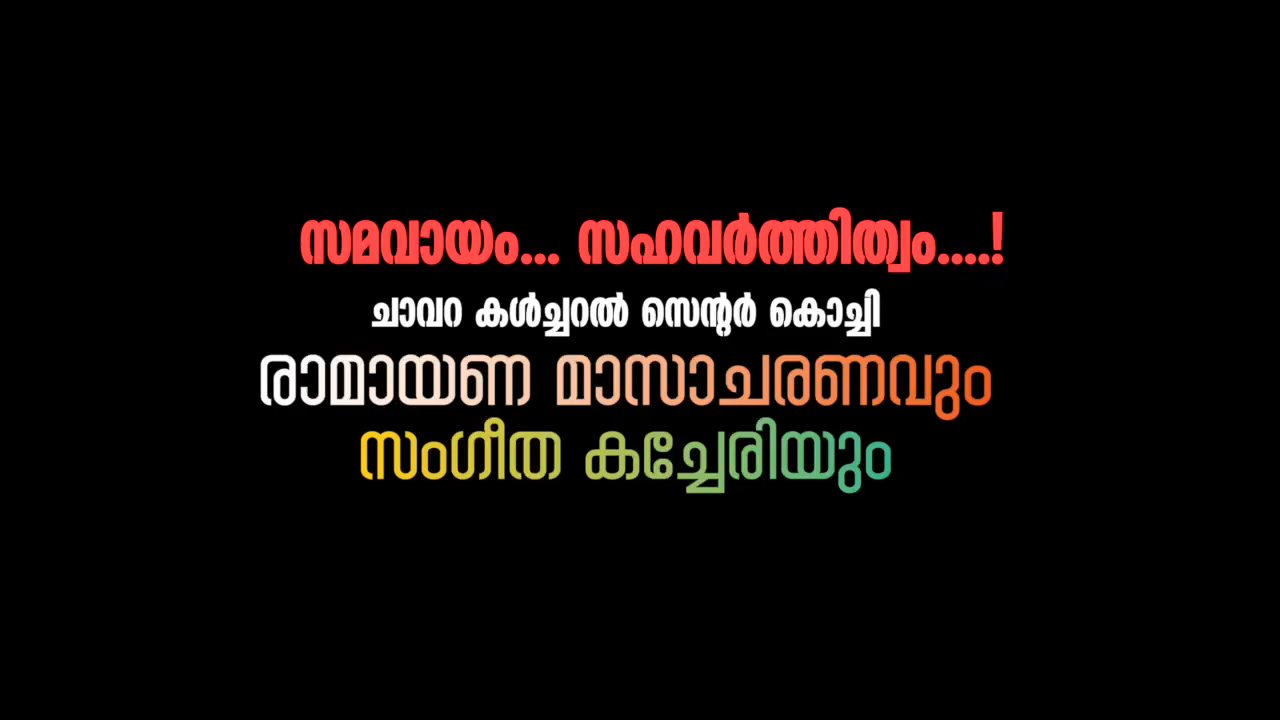 സമവായം... സഹവർത്തിത്വം....!
ചാവറ കൾച്ചറൽ സെന്റർ കൊച്ചി
രാമായണ മാസാചരണവും
സംഗീത കച്ചേരിയും